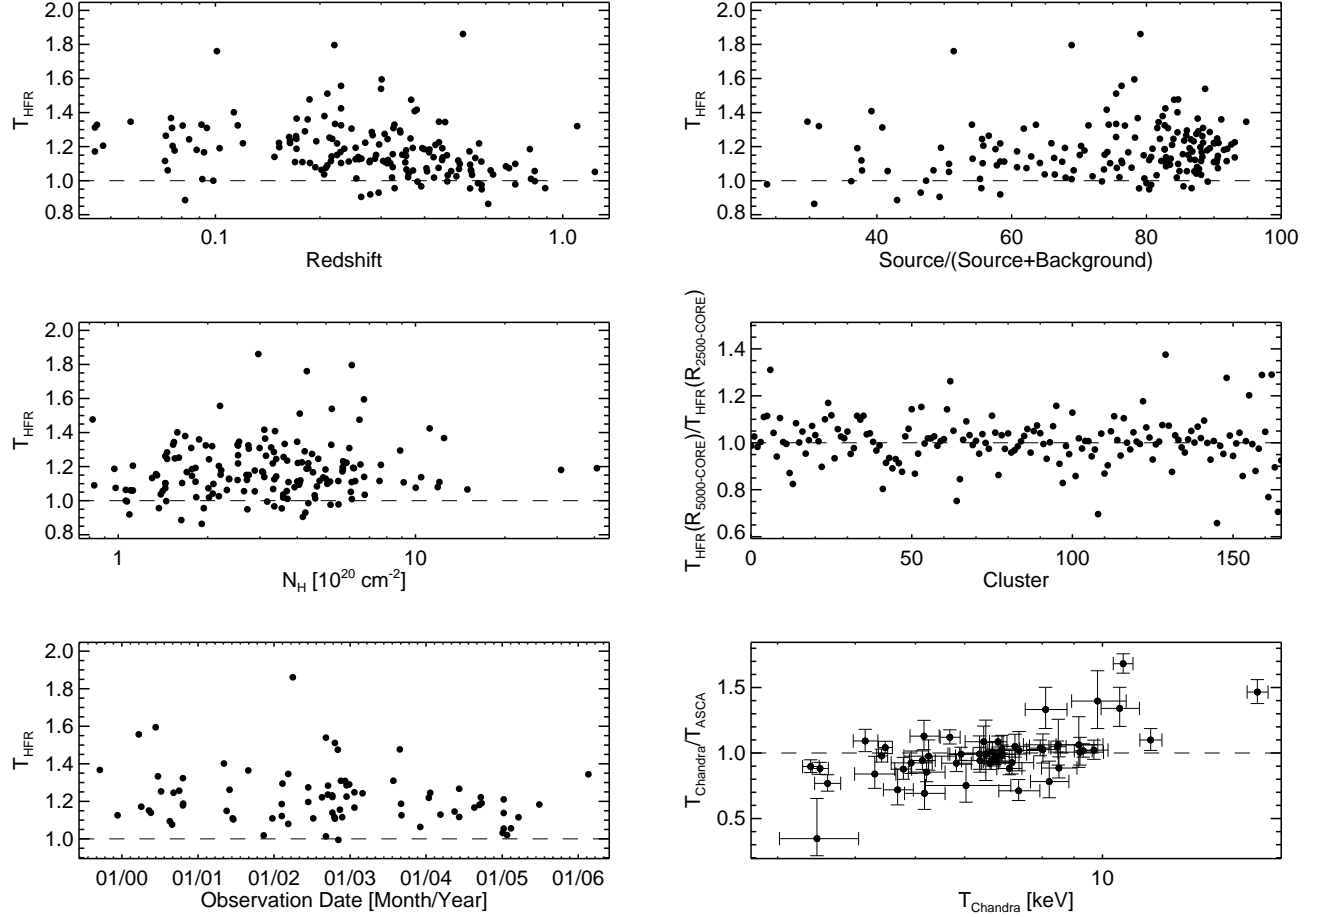 2.0
1.8
1.6
1.4
1.2
1.0
0.8
T_HFR
0.1 1.0
Redshift
2.0
1.8
1.6
1.4
1.2
1.0
0.8
T_HFR
40 60 80 100
Source/(Source+Background)
2.0
1.8
1.6
1.4
1.2
1.0
0.8
T_HFR
1 10
N_H [10^20 cm^-2]
1.4
1.2
1.0
0.8
0.6
T_HFR(R_5000-CORE)/T_HFR(R_2500-CORE)
0 50 100 150
Cluster
2.0
1.8
1.6
1.4
1.2
1.0
T_HFR
01/00 01/01 01/02 01/03 01/04 01/05 01/06
Observation Date [Month/Year]
1.5
1.0
0.5
T_Chandra/T_ASCA
10
T_Chandra [keV]